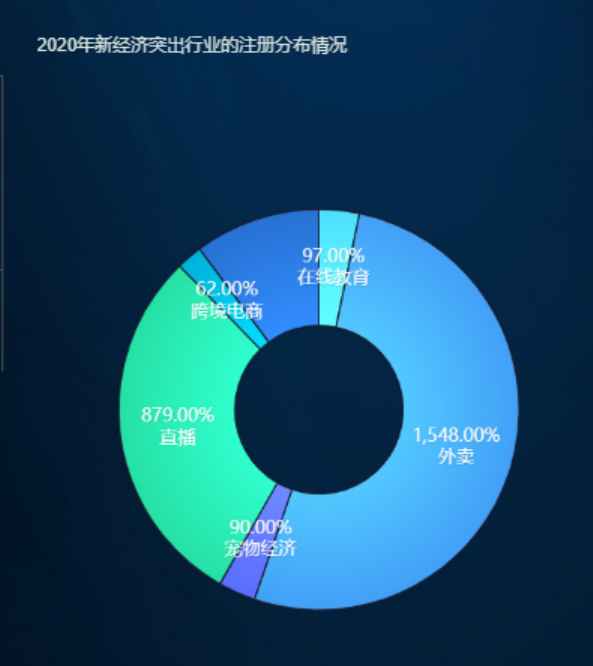 2020年新经济突出行业的注册分布情况
97.00%
在线教育
62.00%
跨境电商
1,548.00%
外卖
879.00%
直播
90.00%
宠物经济